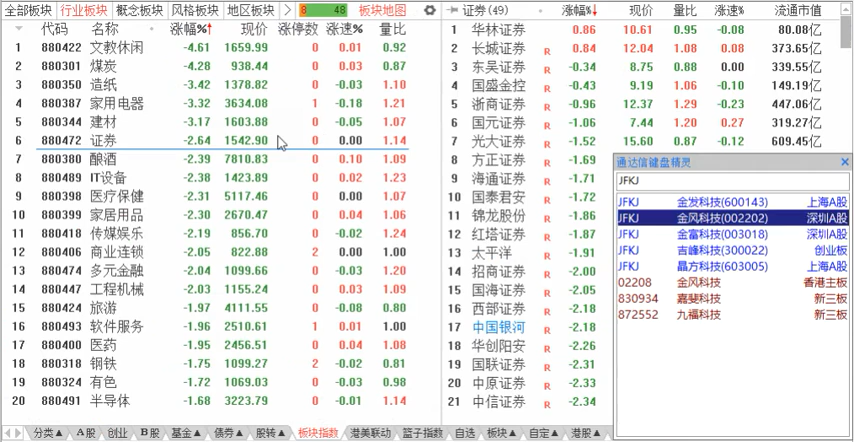 全部板块 行业板块 概念板块 风格板块 地区板块 8 48 板块地图
代码 名称 涨幅%↑ 现价 涨停数 涨速% 量比
1 880422 文教休闲 -4.61 1659.99 0 0.01 0.92
2 880301 煤炭 -4.28 938.44 0 0.03 0.87
3 880350 造纸 -3.42 1378.82 0 -0.03 1.10
4 880387 家用电器 -3.32 3634.08 1 -0.18 1.21
5 880344 建材 -3.17 1603.88 0 -0.05 1.07
6 880472 证券 -2.64 1542.90 0 0.00 1.14
7 880380 酿酒 -2.39 7810.83 0 0.10 1.09
8 880489 IT设备 -2.38 1423.89 0 0.02 1.23
9 880398 医疗保健 -2.31 5117.46 0 0.00 1.07
10 880399 家居用品 -2.30 2670.47 0 0.04 1.06
11 880418 传媒娱乐 -2.19 856.70 0 -0.02 1.24
12 880406 商业连锁 -2.05 822.88 2 0.00 1.00
13 880474 多元金融 -2.04 1099.66 0 -0.03 1.20
14 880447 工程机械 -2.03 1155.24 0 0.03 1.09
15 880424 旅游 -1.97 4111.55 0 -0.08 0.80
16 880493 软件服务 -1.96 2510.61 1 0.01 1.00
17 880400 医药 -1.95 2456.51 0 0.04 1.08
18 880318 钢铁 -1.75 1099.27 2 -0.02 0.81
19 880324 有色 -1.72 1069.03 0 -0.03 0.98
20 880491 半导体 -1.68 3223.79 0 -0.01 1.14
证券(49) 涨幅%↓ 现价 量比 涨速% 流通市值
1 华林证券 0.86 10.61 0.95 -0.08 80.08亿
2 长城证券 R 0.84 12.04 1.08 0.08 373.65亿
3 东吴证券 R -0.34 8.75 0.88 0.00 339.55亿
4 国盛金控 R -0.43 9.19 1.06 -0.10 149.19亿
5 浙商证券 R -0.96 12.37 1.29 -0.23 447.06亿
6 国元证券 R -1.06 7.44 1.20 0.27 319.27亿
7 光大证券 R -1.52 15.60 0.87 -0.12 609.45亿
8 方正证券 R -1.69
9 海通证券 R -1.71
10 国泰君安 R -1.72
11 锦龙股份 R -1.86
12 红塔证券 R -1.87
13 太平洋 R -1.91
14 招商证券 R -2.00
15 国海证券 R -2.05
16 西部证券 R -2.18
17 中国银河 R -2.18
18 华创阳安 R -2.26
19 国联证券 R -2.31
20 中原证券 R -2.33
21 中信证券 R -2.34
通达信键盘精灵
JFKJ
JFKJ 金发科技(600143) 上海A股
JFKJ 金风科技(002202) 深圳A股
JFKJ 金富科技(003018) 深圳A股
JFKJ 吉峰科技(300022) 创业板
JFKJ 晶方科技(603005) 上海A股
02208 金风科技 香港主板
830934 嘉斐科技 新三板
872552 九福科技 新三板
分类▲ A股 创业 B股 基金▲ 债券▲ 股转▲ 板块指数 港美联动 篮子指数 自选 板块▲ 自定▲ 港股▲